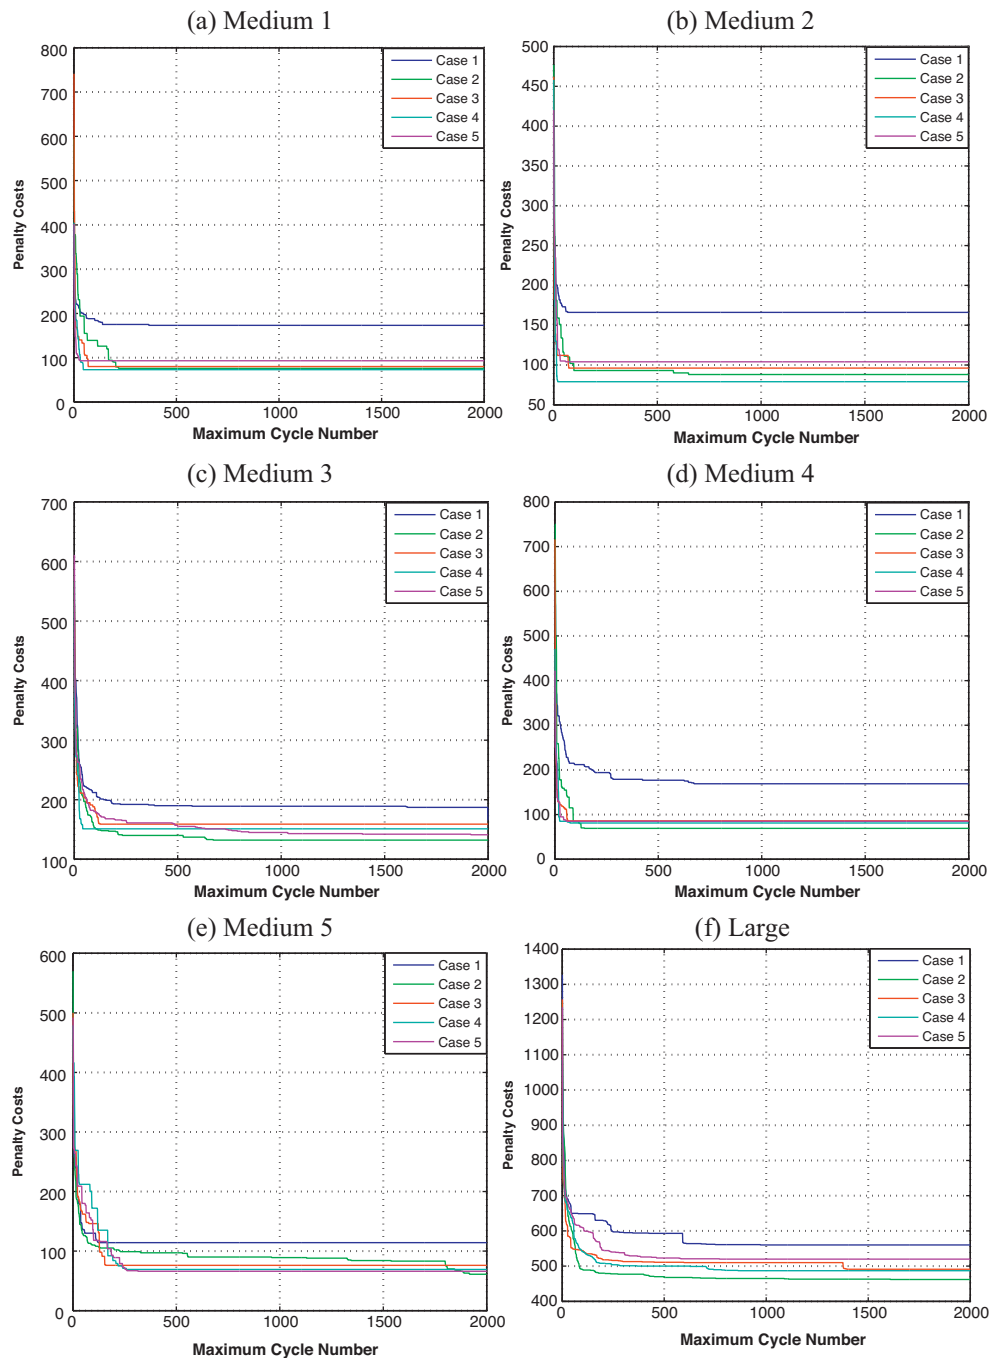 (a) Medium 1
800
700
600
500
400
300
200
100
0
0 500 1000 1500 2000
Penalty Costs
Maximum Cycle Number
Case 1
Case 2
Case 3
Case 4
Case 5
(b) Medium 2
500
450
400
350
300
250
200
150
100
50
0 500 1000 1500 2000
Penalty Costs
Maximum Cycle Number
Case 1
Case 2
Case 3
Case 4
Case 5
(c) Medium 3
700
600
500
400
300
200
100
0 500 1000 1500 2000
Penalty Costs
Maximum Cycle Number
Case 1
Case 2
Case 3
Case 4
Case 5
(d) Medium 4
800
700
600
500
400
300
200
100
0
0 500 1000 1500 2000
Penalty Costs
Maximum Cycle Number
Case 1
Case 2
Case 3
Case 4
Case 5
(e) Medium 5
600
500
400
300
200
100
0
0 500 1000 1500 2000
Penalty Costs
Maximum Cycle Number
Case 1
Case 2
Case 3
Case 4
Case 5
(f) Large
1400
1300
1200
1100
1000
900
800
700
600
500
400
0 500 1000 1500 2000
Penalty Costs
Maximum Cycle Number
Case 1
Case 2
Case 3
Case 4
Case 5